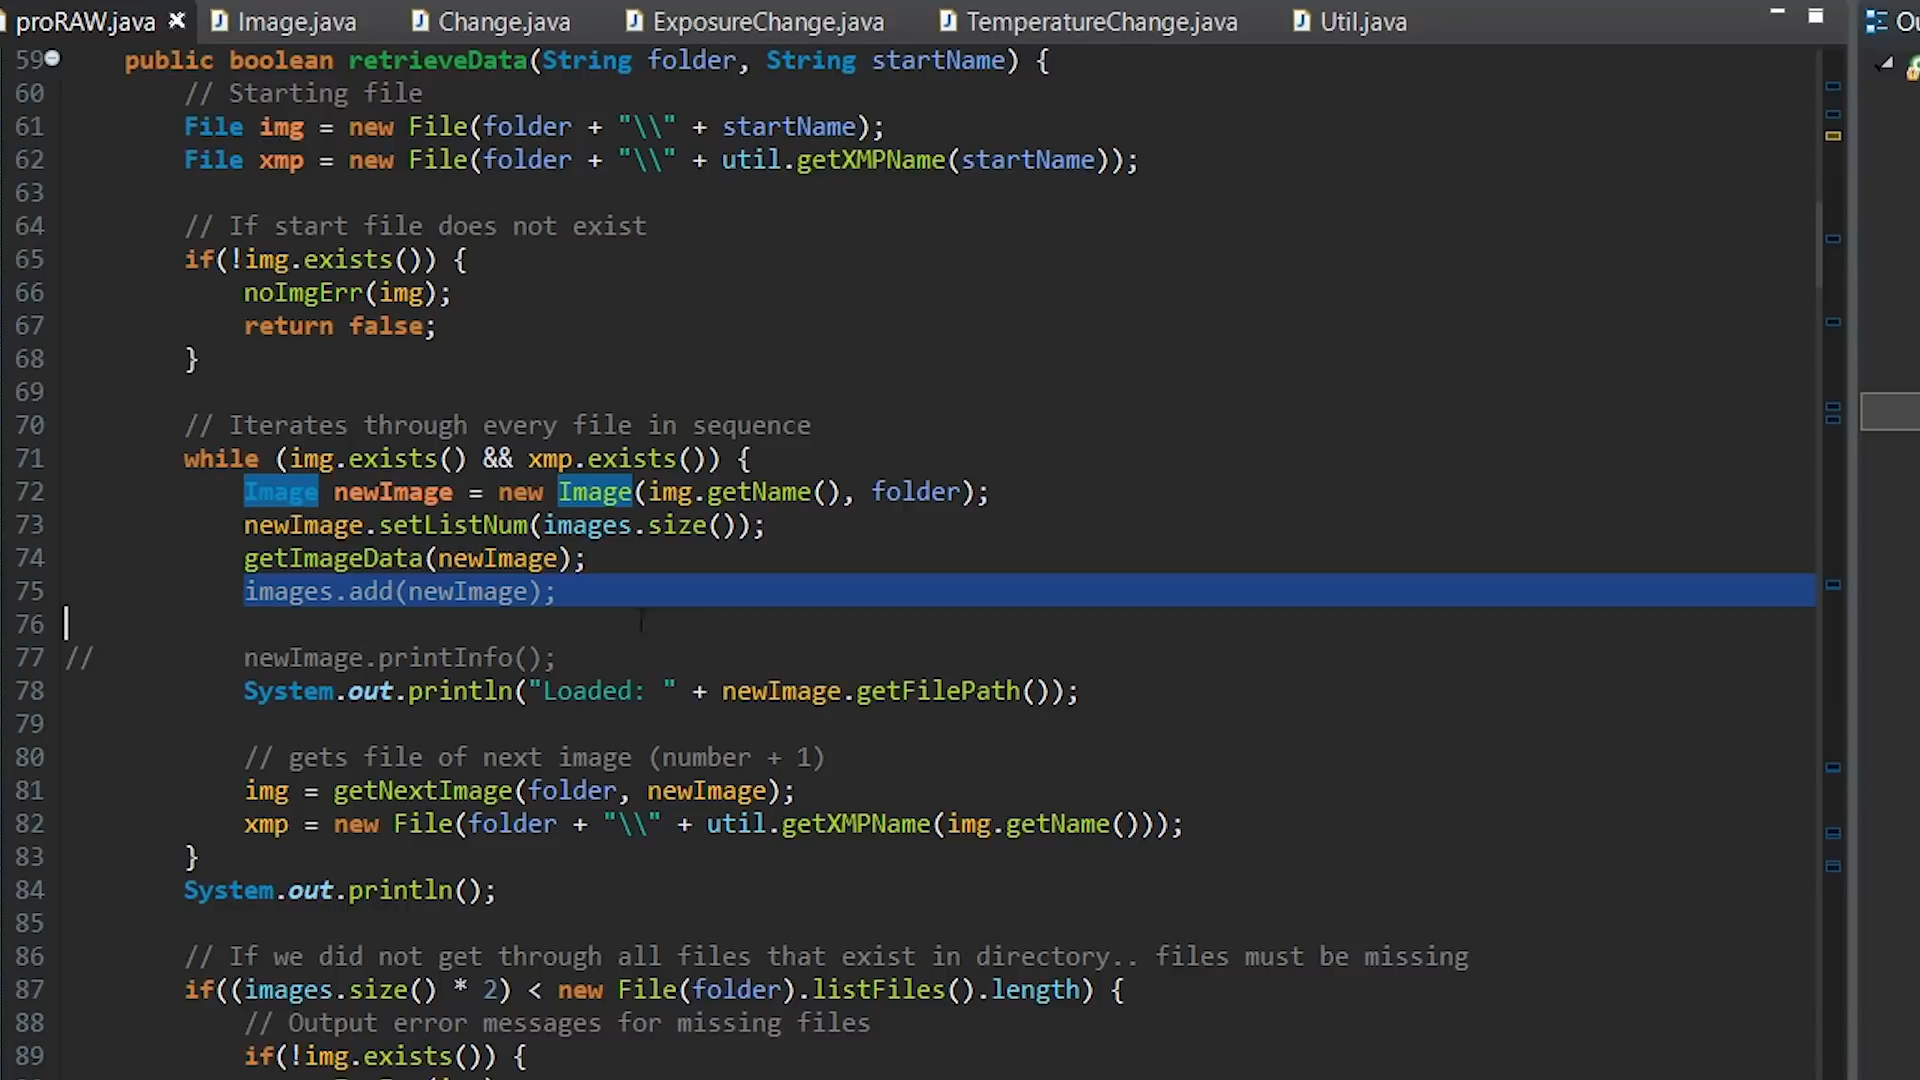 proRAW.java Image.java Change.java ExposureChange.java TemperatureChange.java Util.java
59 public boolean retrieveData(String folder, String startName) {
60 // Starting file
61 File img = new File(folder + "\\" + startName);
62 File xmp = new File(folder + "\\" + util.getXMPName(startName));
63
64 // If start file does not exist
65 if(!img.exists()) {
66 noImgErr(img);
67 return false;
68 }
69
70 // Iterates through every file in sequence
71 while (img.exists() && xmp.exists()) {
72 Image newImage = new Image(img.getName(), folder);
73 newImage.setListNum(images.size());
74 getImageData(newImage);
75 images.add(newImage);
76
77 // newImage.printInfo();
78 System.out.println("Loaded: " + newImage.getFilePath());
79
80 // gets file of next image (number + 1)
81 img = getNextImage(folder, newImage);
82 xmp = new File(folder + "\\" + util.getXMPName(img.getName()));
83 }
84 System.out.println();
85
86 // If we did not get through all files that exist in directory.. files must be missing
87 if((images.size() * 2) < new File(folder).listFiles().length) {
88 // Output error messages for missing files
89 if(!img.exists()) {